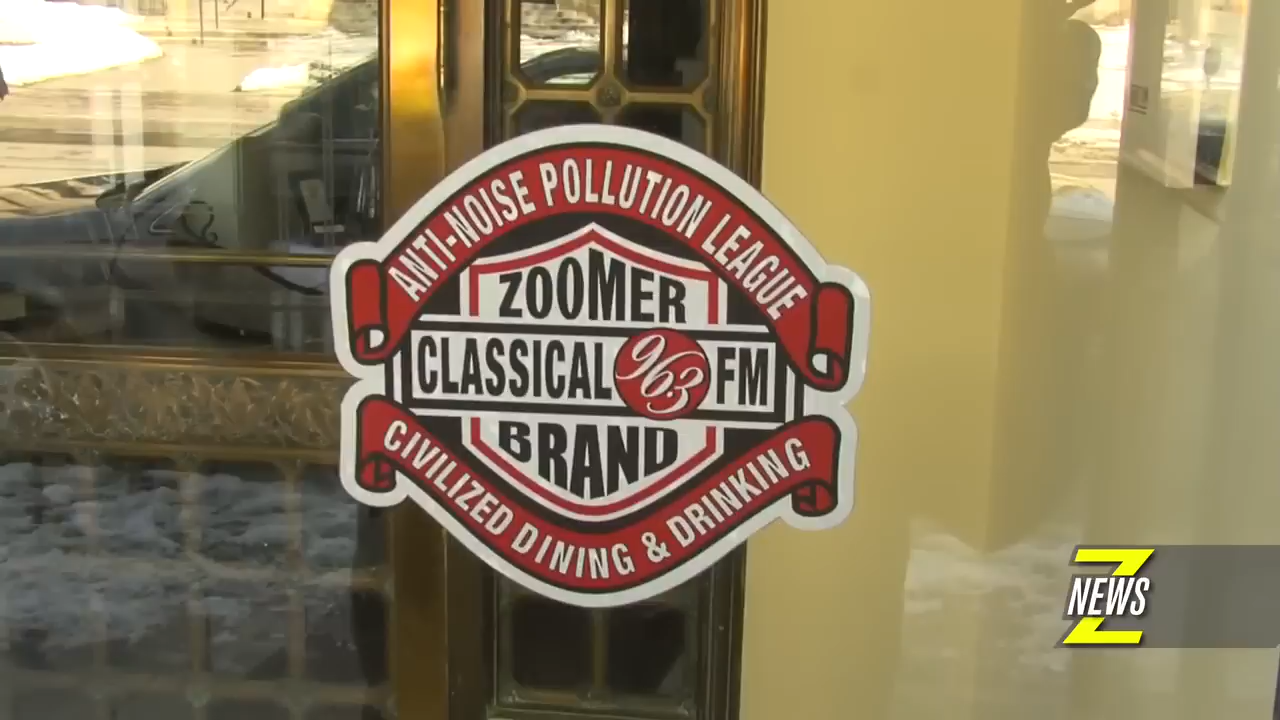 ANTI-NOISE POLLUTION LEAGUE
ZOOMER
CLASSICAL 96.3 FM
BRAND
CIVILIZED DINING & DRINKING
Z NEWS